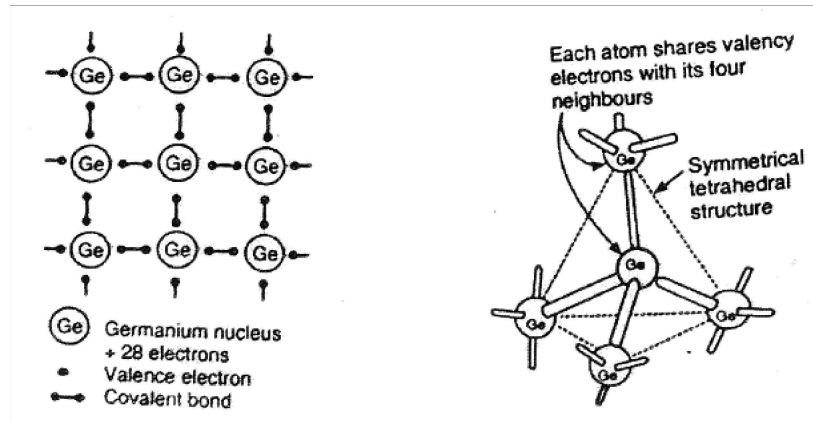 Ge Ge Ge
Ge Ge Ge
Ge Ge Ge
Ge Germanium nucleus
+ 28 electrons
Valence electron
Covalent bond
Each atom shares valency
electrons with its four
neighbours
Ge
Symmetrical
tetrahedral
structure
Ge
Ge
Ge
Ge